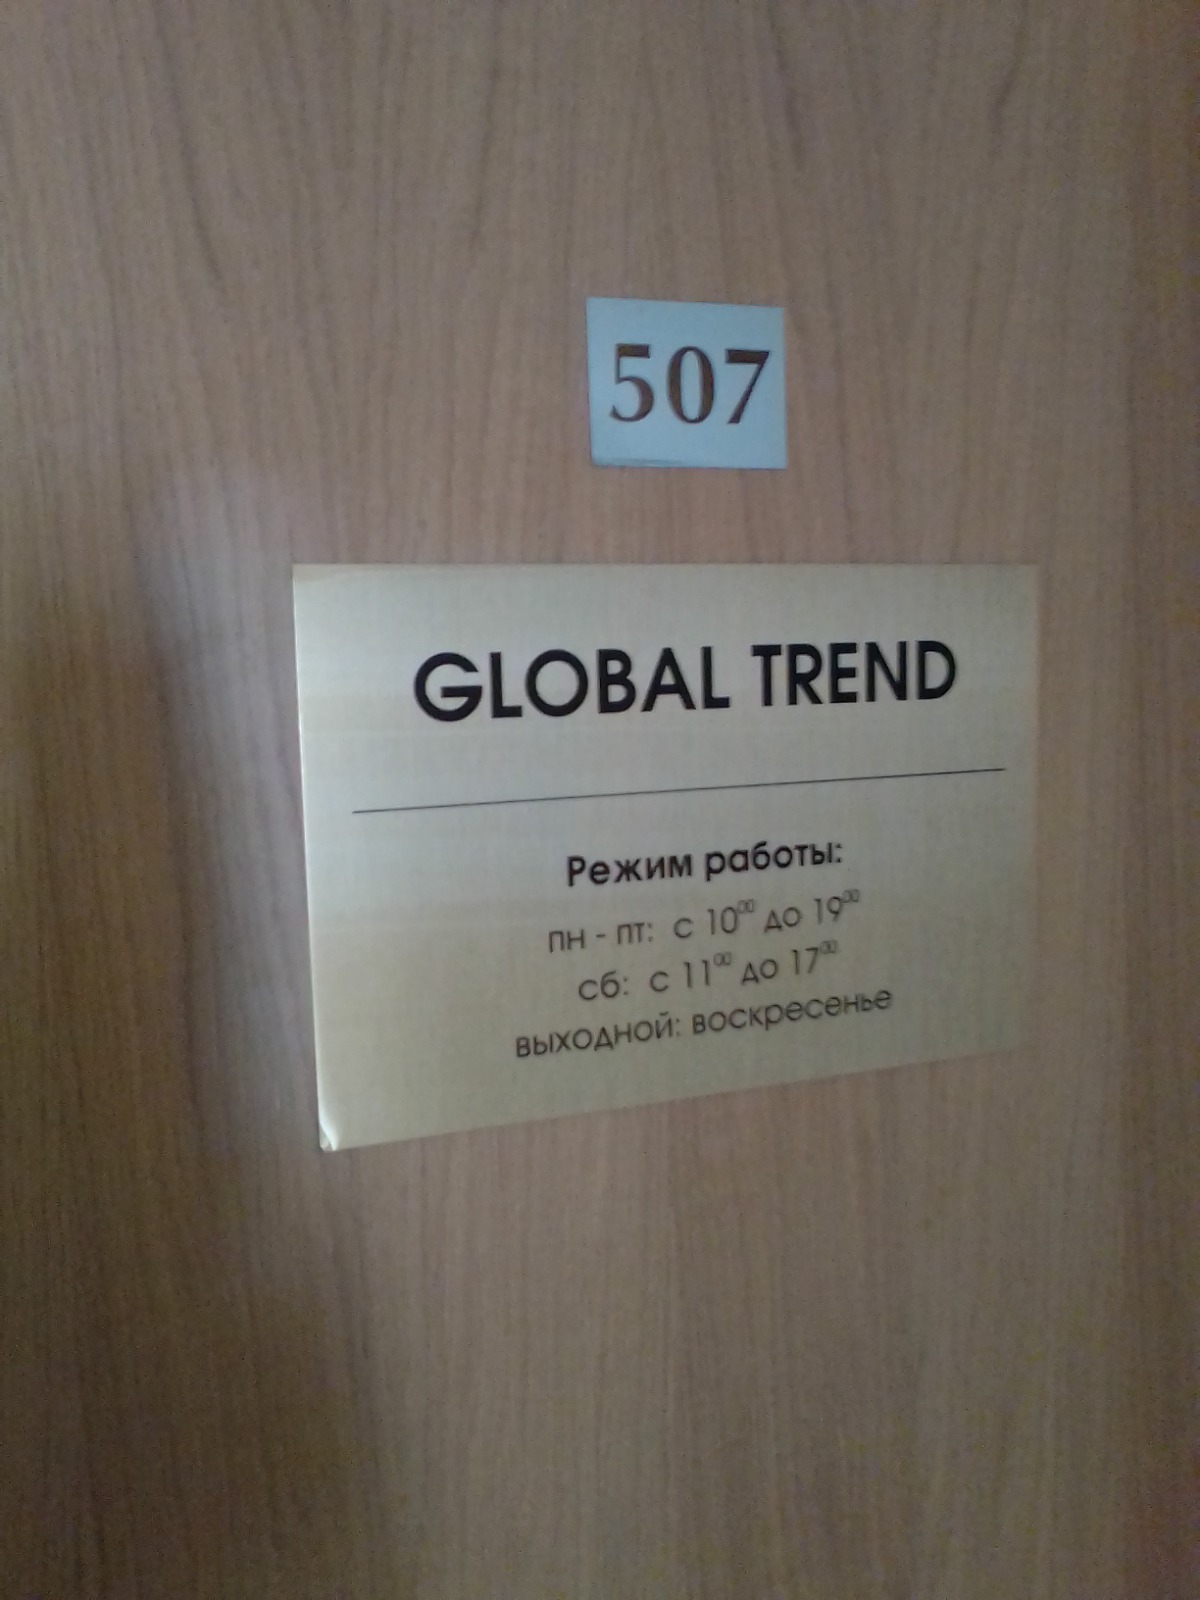 507
GLOBAL TREND
Режим работы:
пн - пт: с 10⁰⁰ до 19⁰⁰
сб: с 11⁰⁰ до 17⁰⁰
выходной: воскресенье